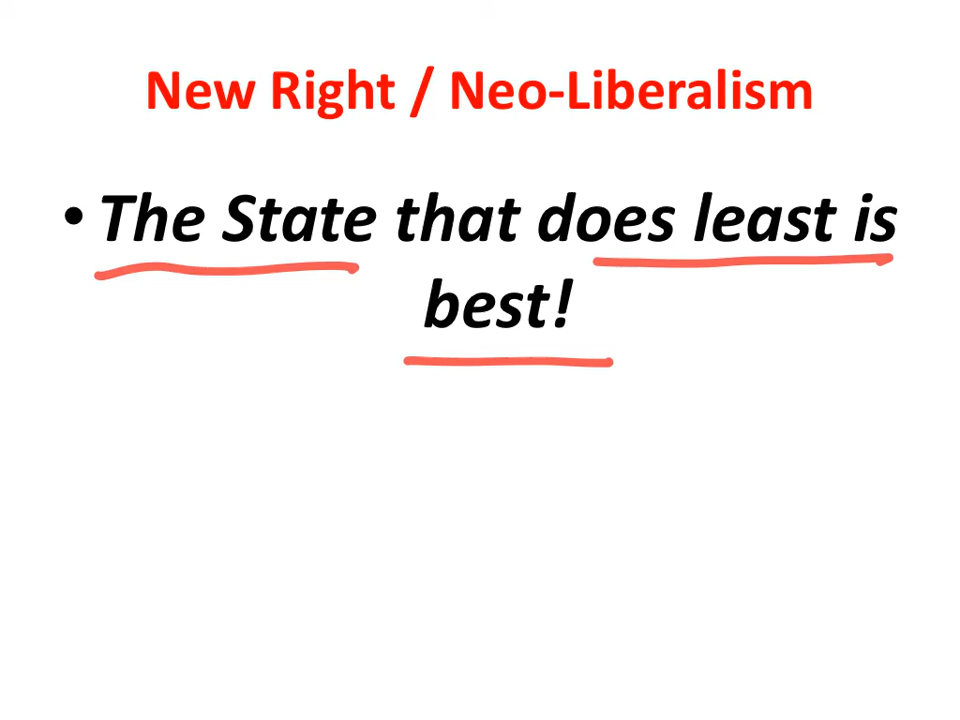 New Right / Neo-Liberalism
• The State that does least is
best!